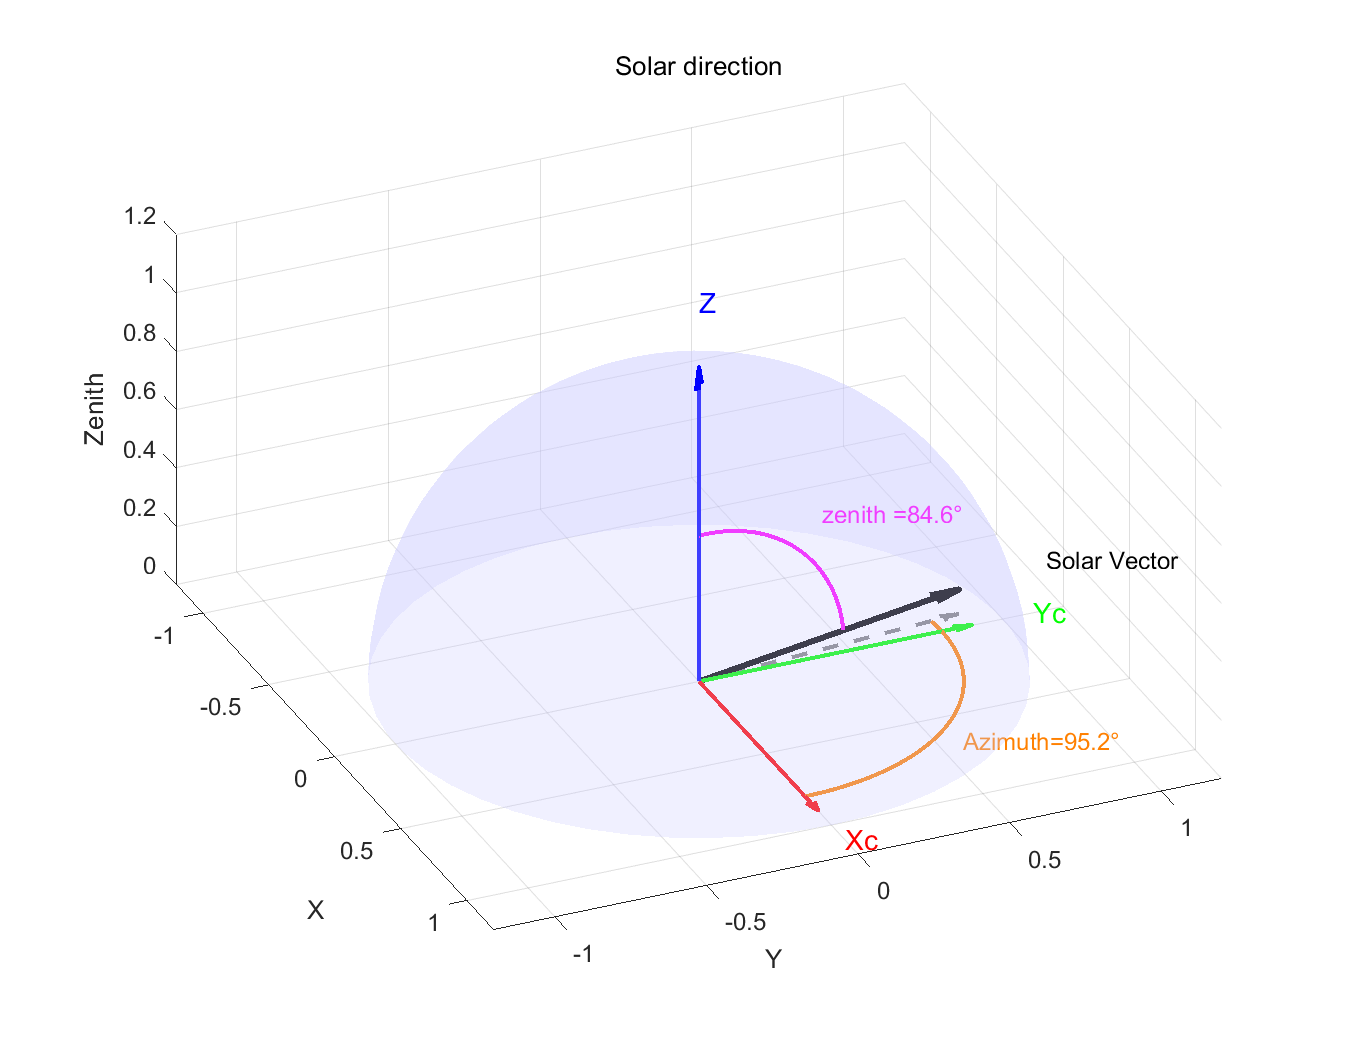 Solar direction
1.2
1
0.8
0.6
0.4
0.2
0
Zenith
Z
zenith =84.6°
Solar Vector
Yc
Azimuth=95.2°
Xc
-1
-0.5
0
0.5
1
X
-1
-0.5
0
0.5
1
Y